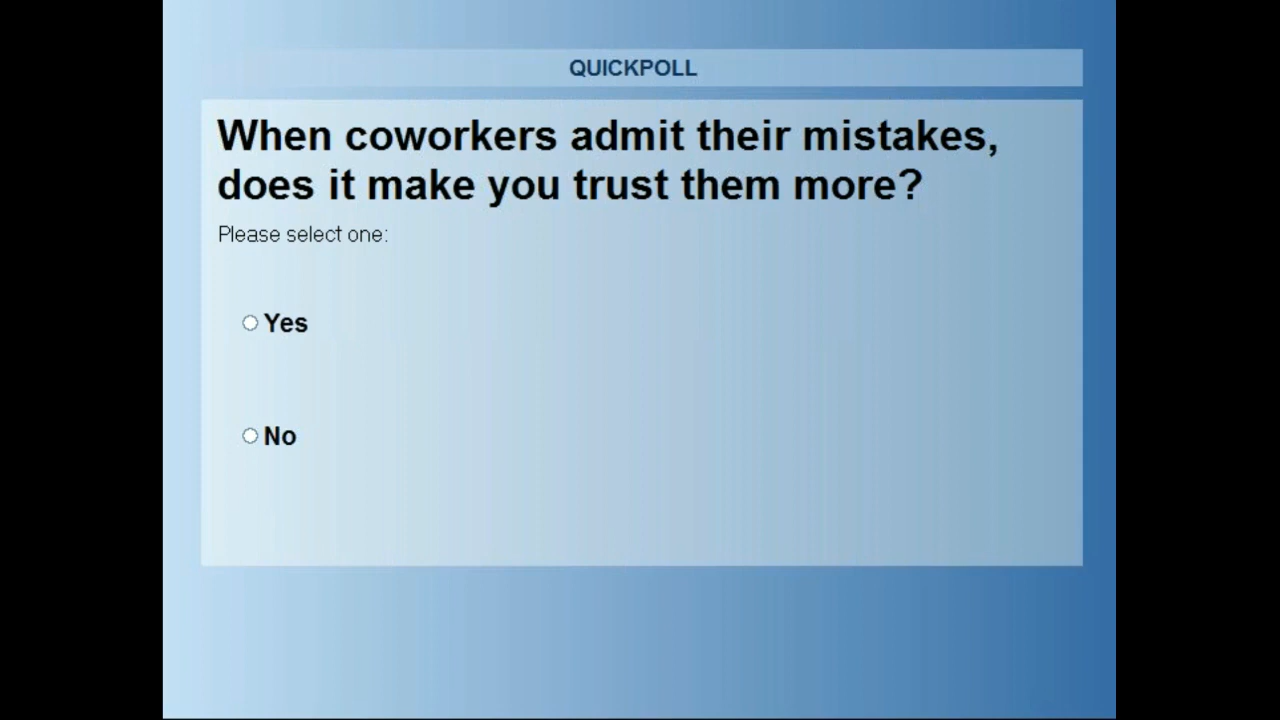 QUICKPOLL
When coworkers admit their mistakes,
does it make you trust them more?
Please select one:
Yes
No